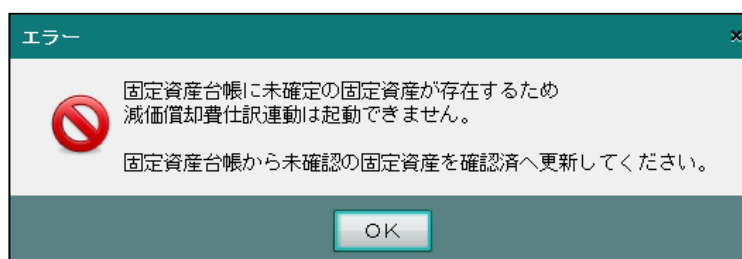 エラー
固定資産台帳に未確定の固定資産が存在するため
減価償却費仕訳連動は起動できません。
固定資産台帳から未確認の固定資産を確認済へ更新してください。
OK